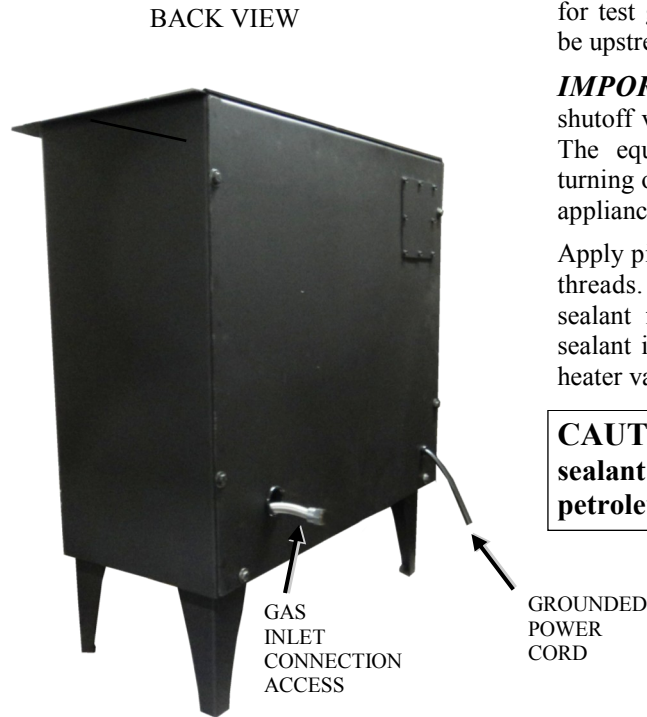 BACK VIEW
GAS
INLET
CONNECTION
ACCESS
GROUNDED
POWER
CORD
for test
be upstre
IMPOR
shutoff v
The equ
turning o
applianc
Apply pi
threads.
sealant
sealant i
heater va
CAUT
sealant
petrole